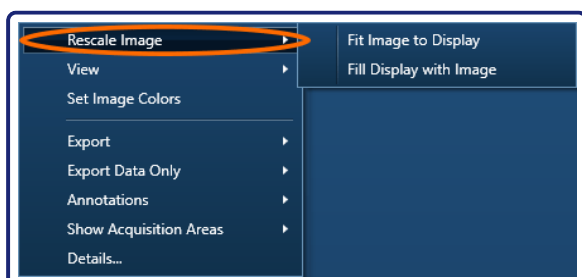 Rescale Image
Fit Image to Display
View
Fill Display with Image
Set Image Colors
Export
Export Data Only
Annotations
Show Acquisition Areas
Details...